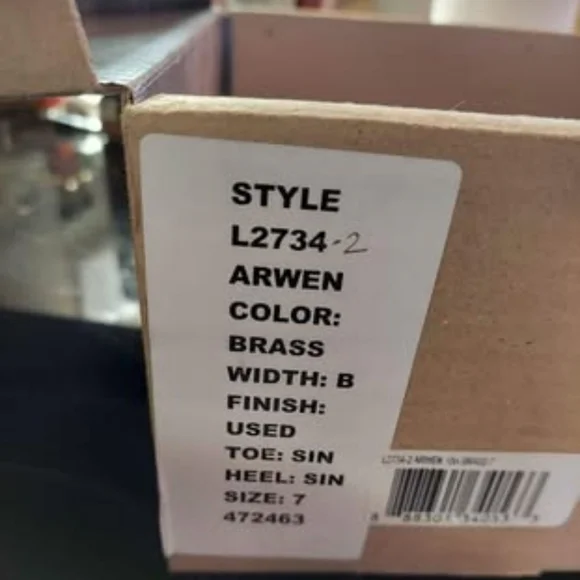 STYLE
L2734-2
ARWEN
COLOR:
BRASS
WIDTH: B
FINISH:
USED
TOE: SIN
HEEL: SIN
SIZE: 7
472463
L2734-2 ARWEN